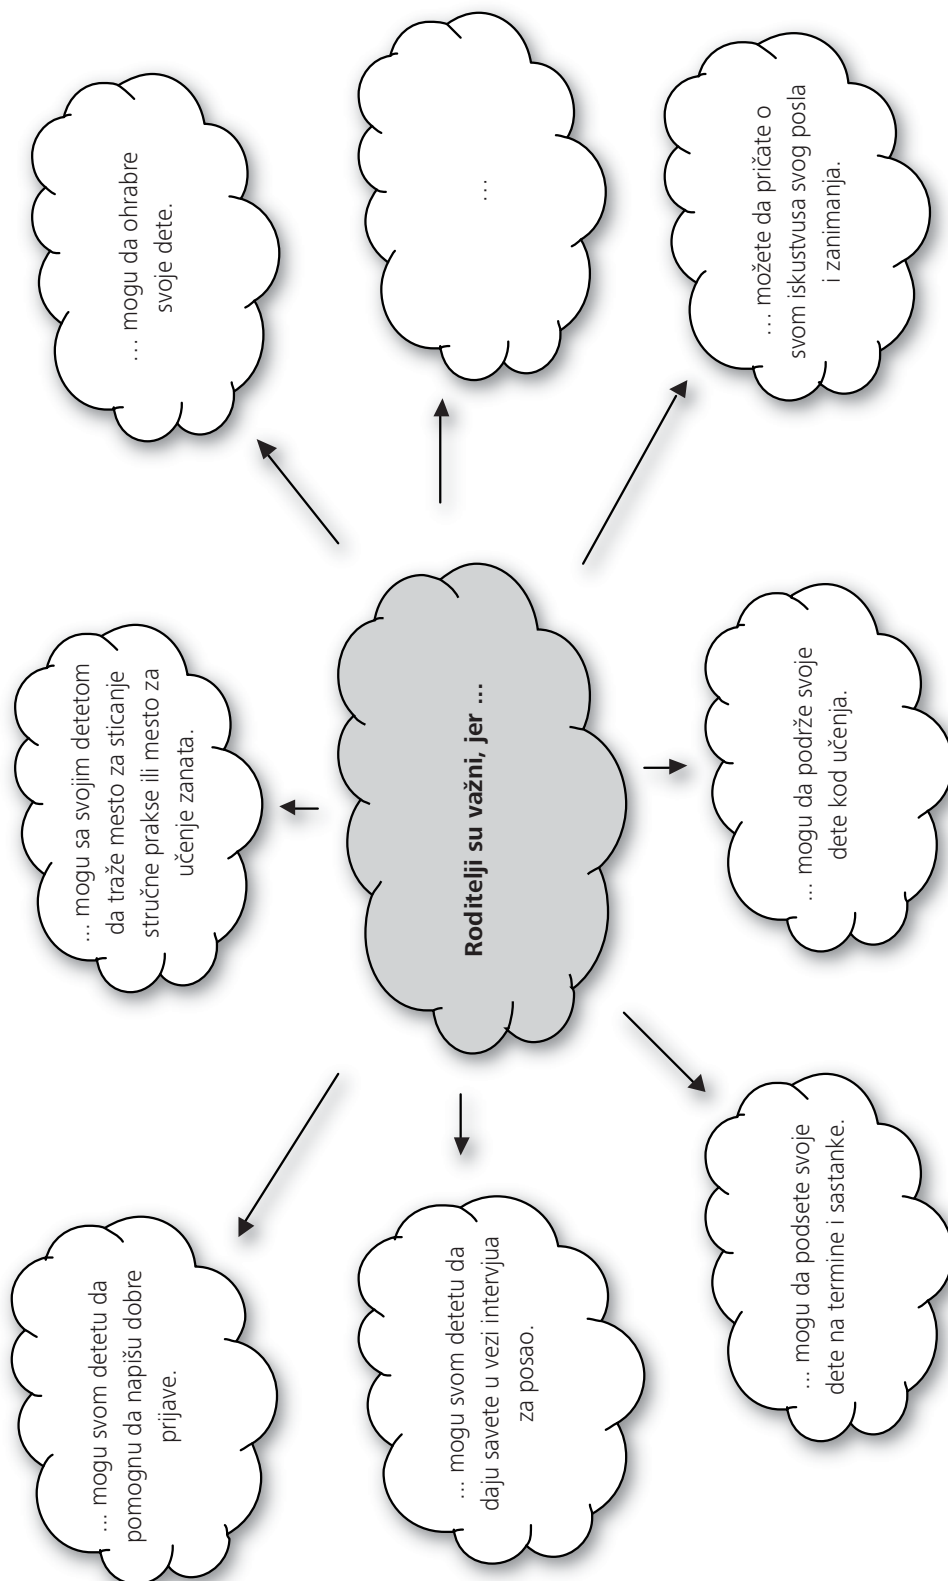 … mogu svom detetu da
pomognu da napišu dobre
prijave.
… mogu sa svojim detetom
da traže mesto za sticanje
stručne prakse ili mesto za
učenje zanata.
… mogu da ohrabre
svoje dete.
… mogu svom detetu da
daju savete u vezi intervjua
za posao.
Roditelji su važni, jer …
…
… mogu da podsete svoje
dete na termine i sastanke.
… mogu da podrže svoje
dete kod učenja.
… možete da pričate o
svom iskustvusa svog posla
i zanimanja.